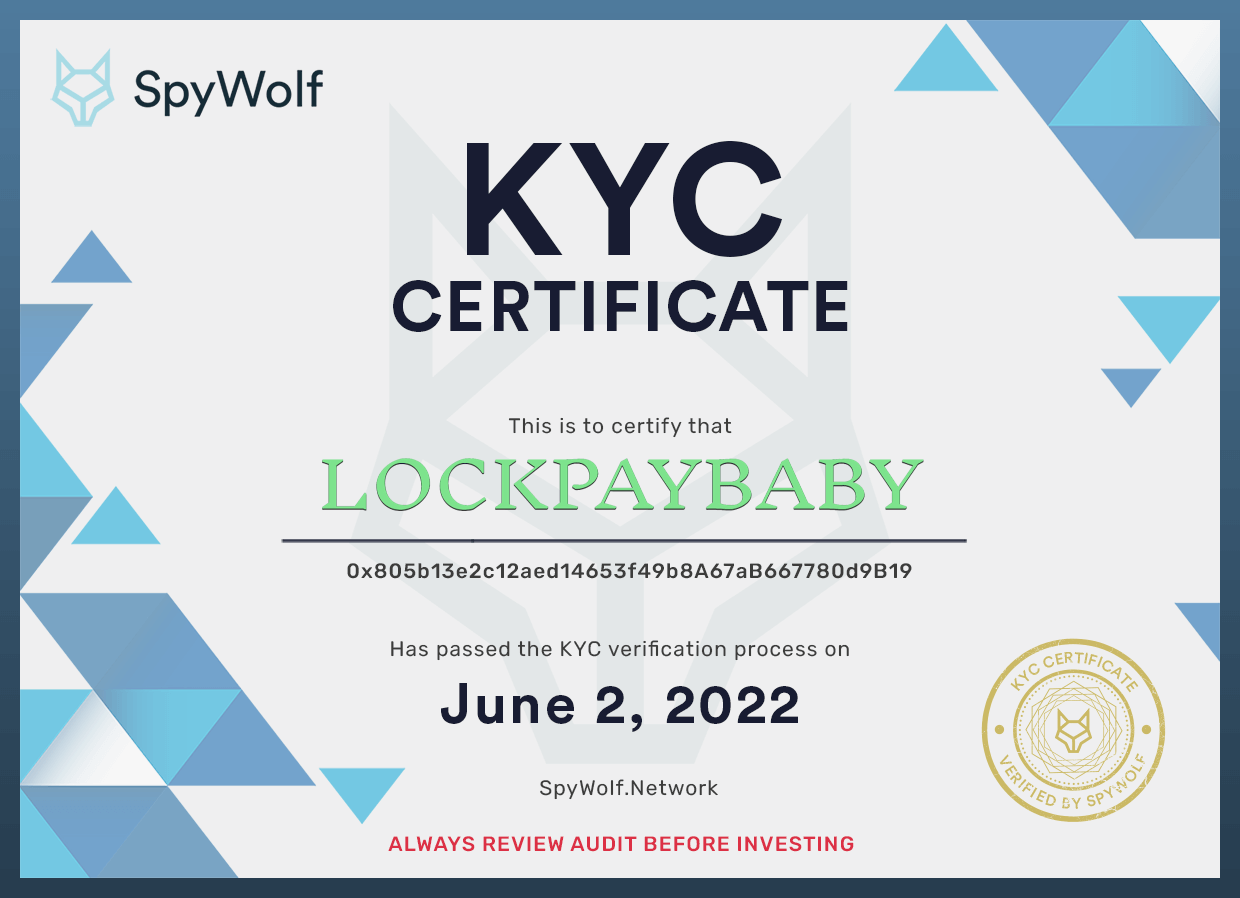 SpyWolf
KYC
CERTIFICATE
This is to certify that
LOCKPAYBABY
0x805b13e2c12aed14653f49b8A67aB667780d9B19
Has passed the KYC verification process on
June 2, 2022
KYC CERTIFICATE
VERIFIED BY SPYWOLF
SpyWolf.Network
ALWAYS REVIEW AUDIT BEFORE INVESTING